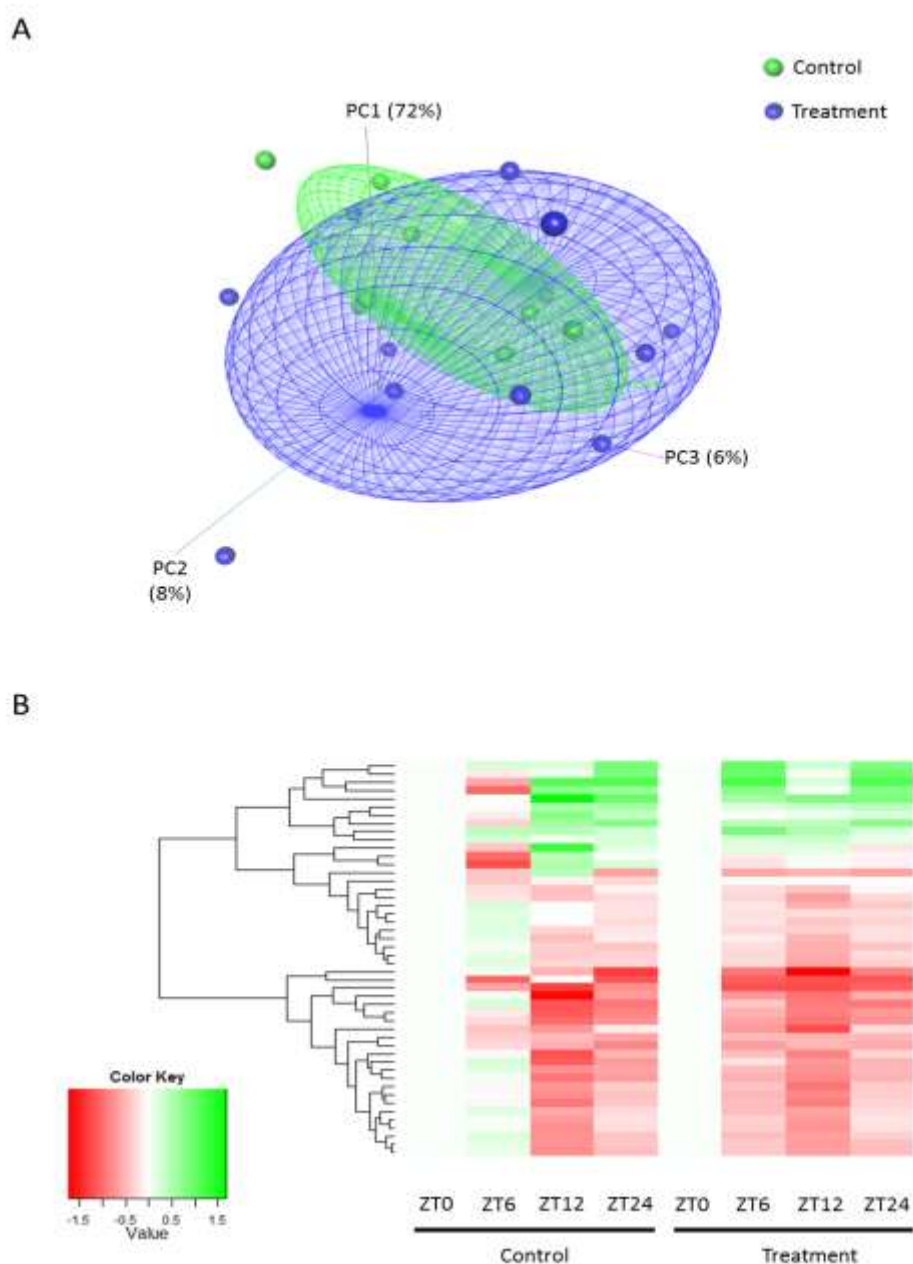 A
Control
Treatment
PC1 (72%)
PC3 (6%)
PC2
(8%)
B
Color Key
-1.5 -0.5 0.5 1.5
Value
ZT0 ZT6 ZT12 ZT24 ZT0 ZT6 ZT12 ZT24
Control Treatment